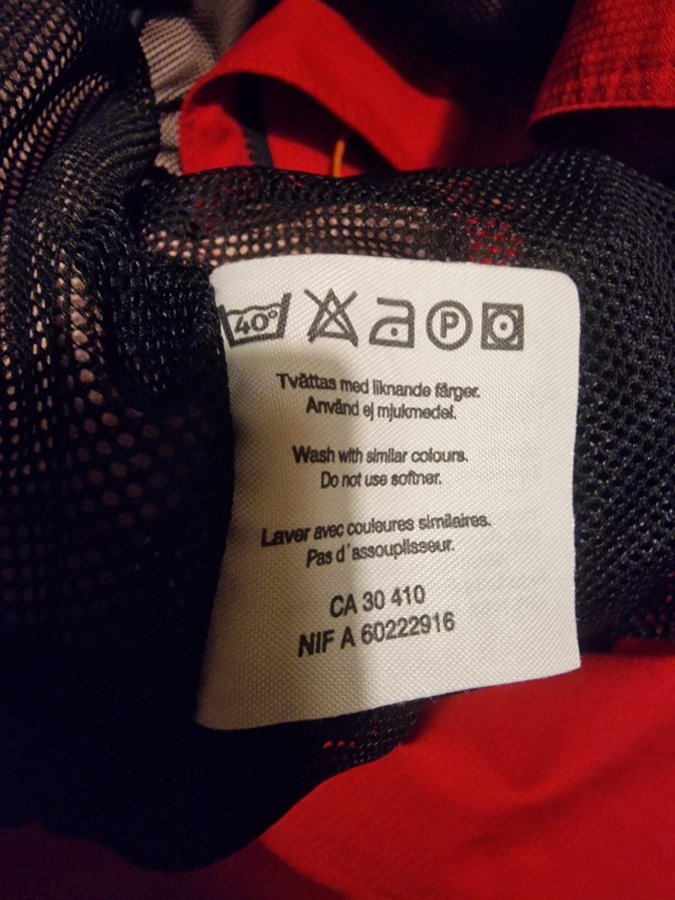 40°
P
Tvättas med liknande färger.
Använd ej mjukmedel.
Wash with similar colours.
Do not use softner.
Laver avec couleures similaires.
Pas d'assouplisseur.
CA 30 410
NIF A 60222916